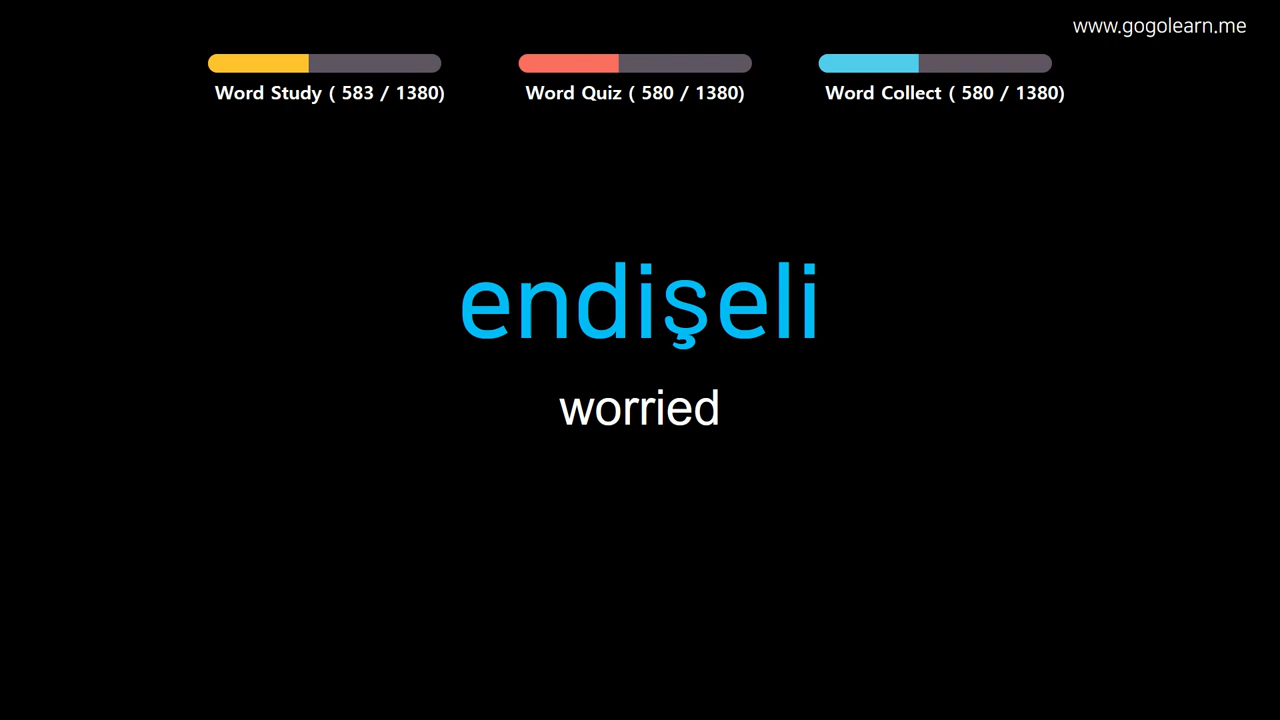 www.gogolearn.me
Word Study ( 583 / 1380)
Word Quiz ( 580 / 1380)
Word Collect ( 580 / 1380)
endişeli
worried